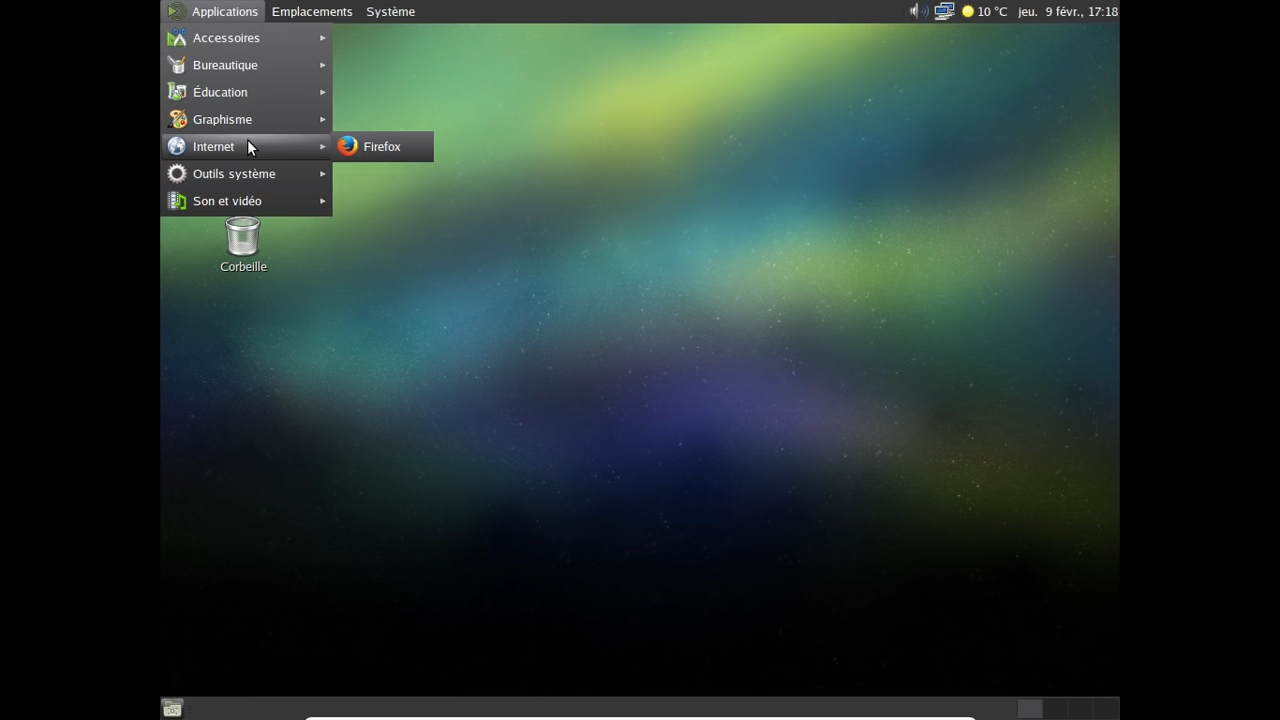 Applications Emplacements Système 10 °C jeu. 9 févr., 17:18
Accessoires
Bureautique
Éducation
Graphisme
Internet Firefox
Outils système
Son et vidéo
Corbeille